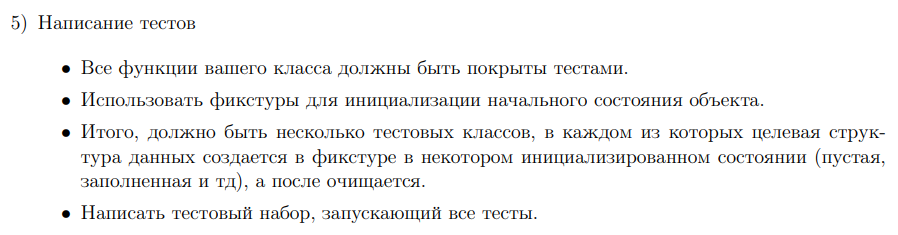 5) Написание тестов
• Все функции вашего класса должны быть покрыты тестами.
• Использовать фикстуры для инициализации начального состояния объекта.
• Итого, должно быть несколько тестовых классов, в каждом из которых целевая струк-
тура данных создается в фикстуре в некотором инициализированном состоянии (пустая,
заполненная и тд), а после очищается.
• Написать тестовый набор, запускающий все тесты.